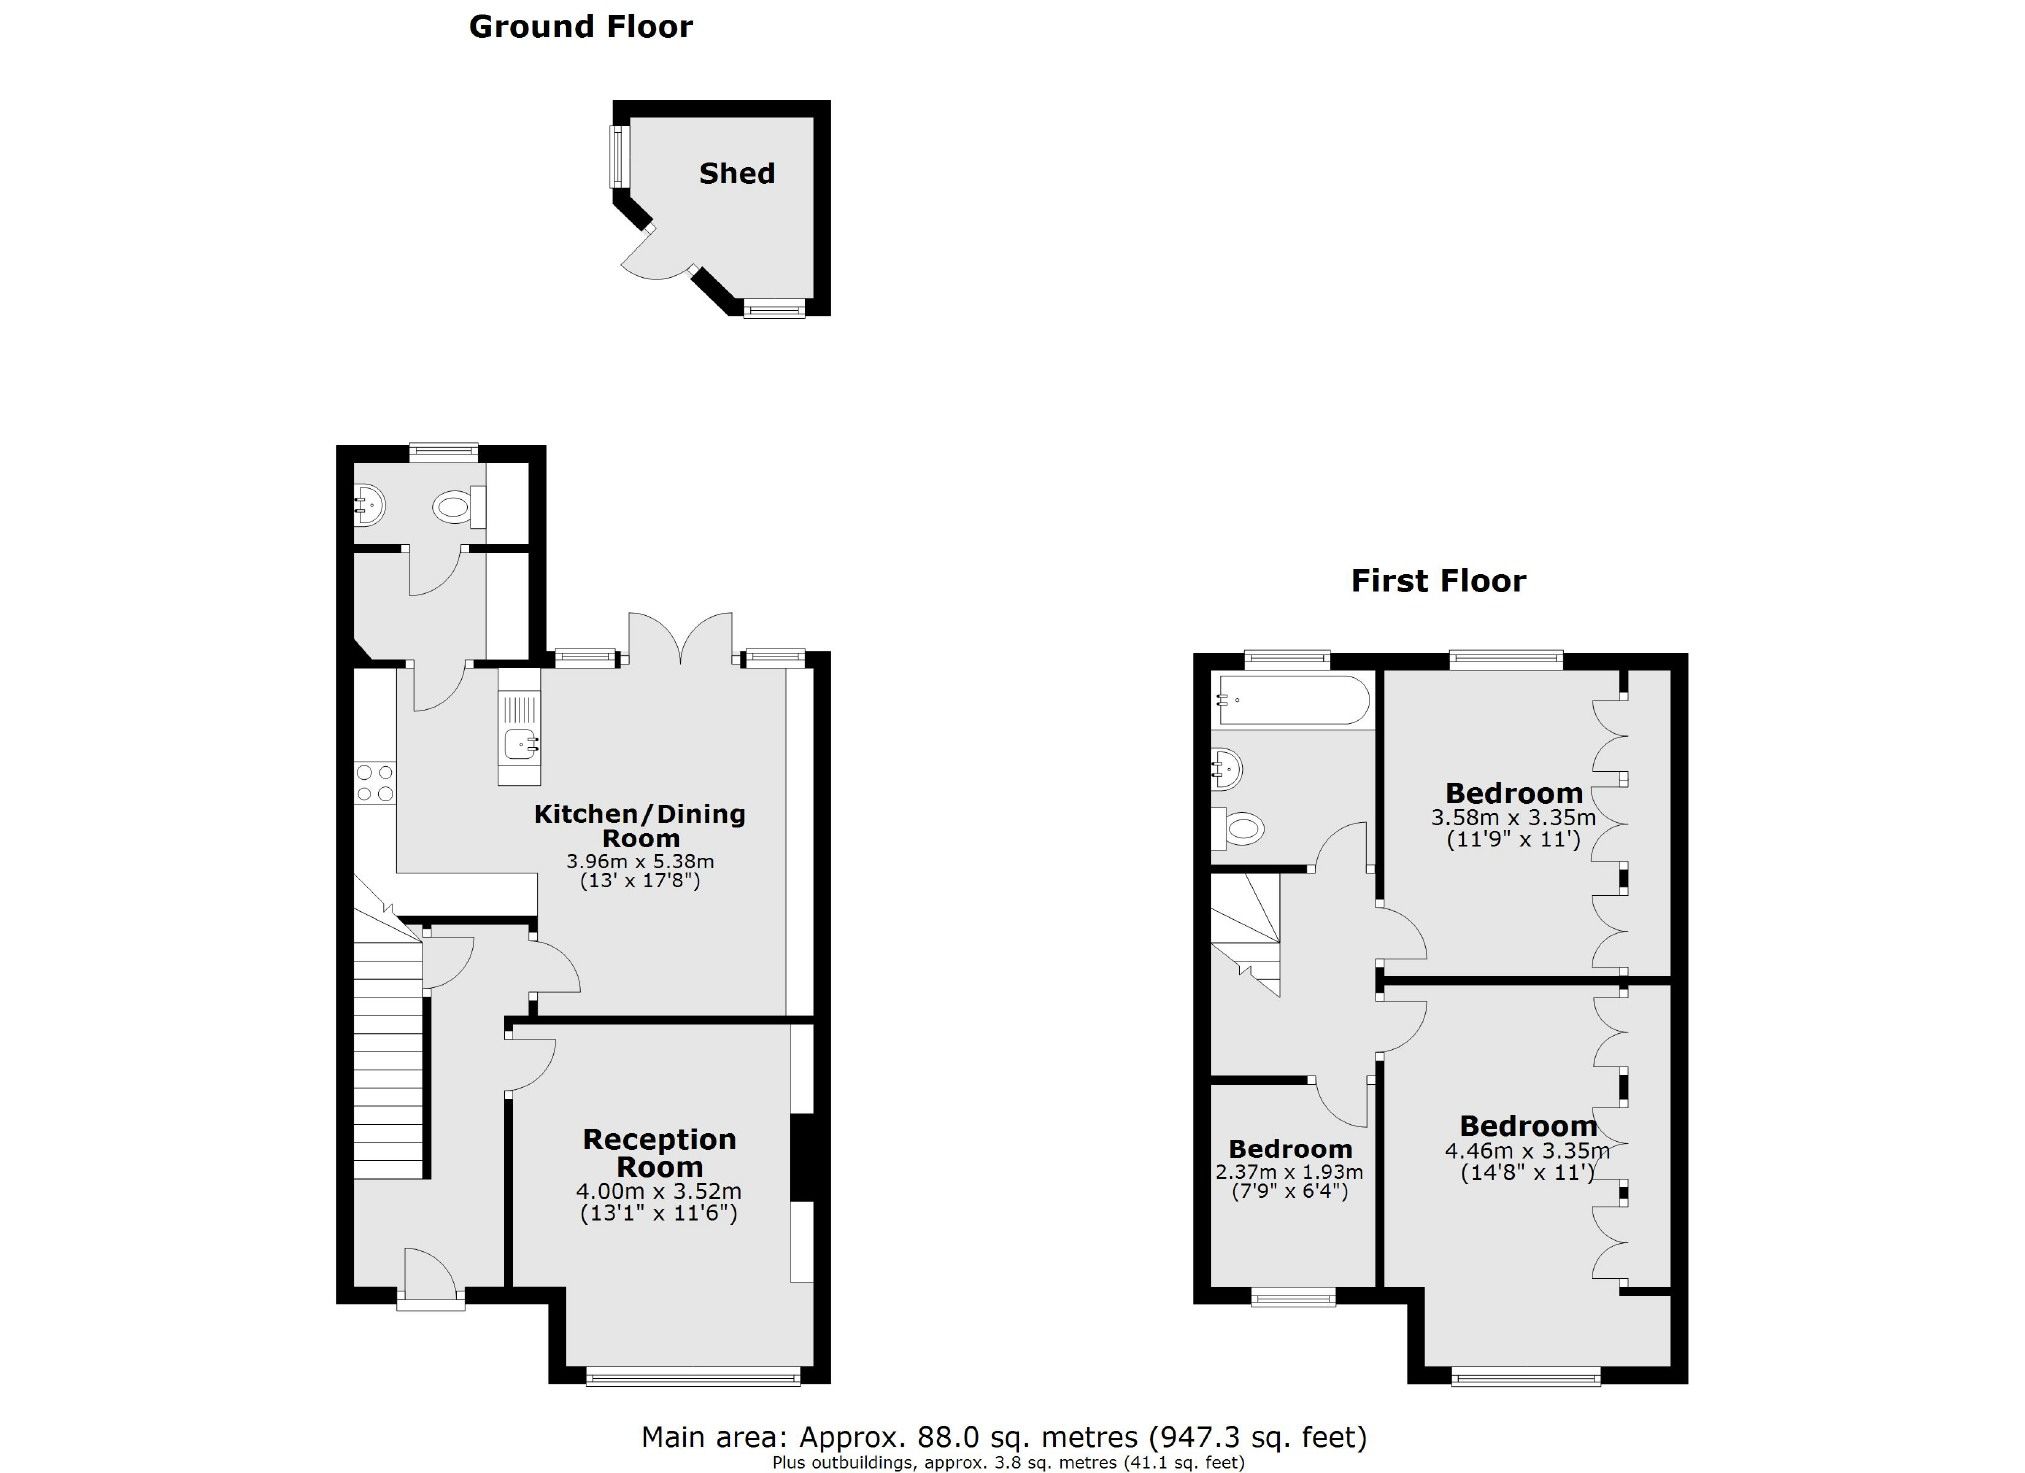 Ground Floor
Shed
First Floor
Kitchen/Dining
Room
3.96m x 5.38m
(13' x 17'8")
Bedroom
3.58m x 3.35m
(11'9" x 11')
Reception
Room
4.00m x 3.52m
(13'1" x 11'6")
Bedroom
2.37m x 1.93m
(7'9" x 6'4")
Bedroom
4.46m x 3.35m
(14'8" x 11')
Main area: Approx. 88.0 sq. metres (947.3 sq. feet)
Plus outbuildings, approx. 3.8 sq. metres (41.1 sq. feet)